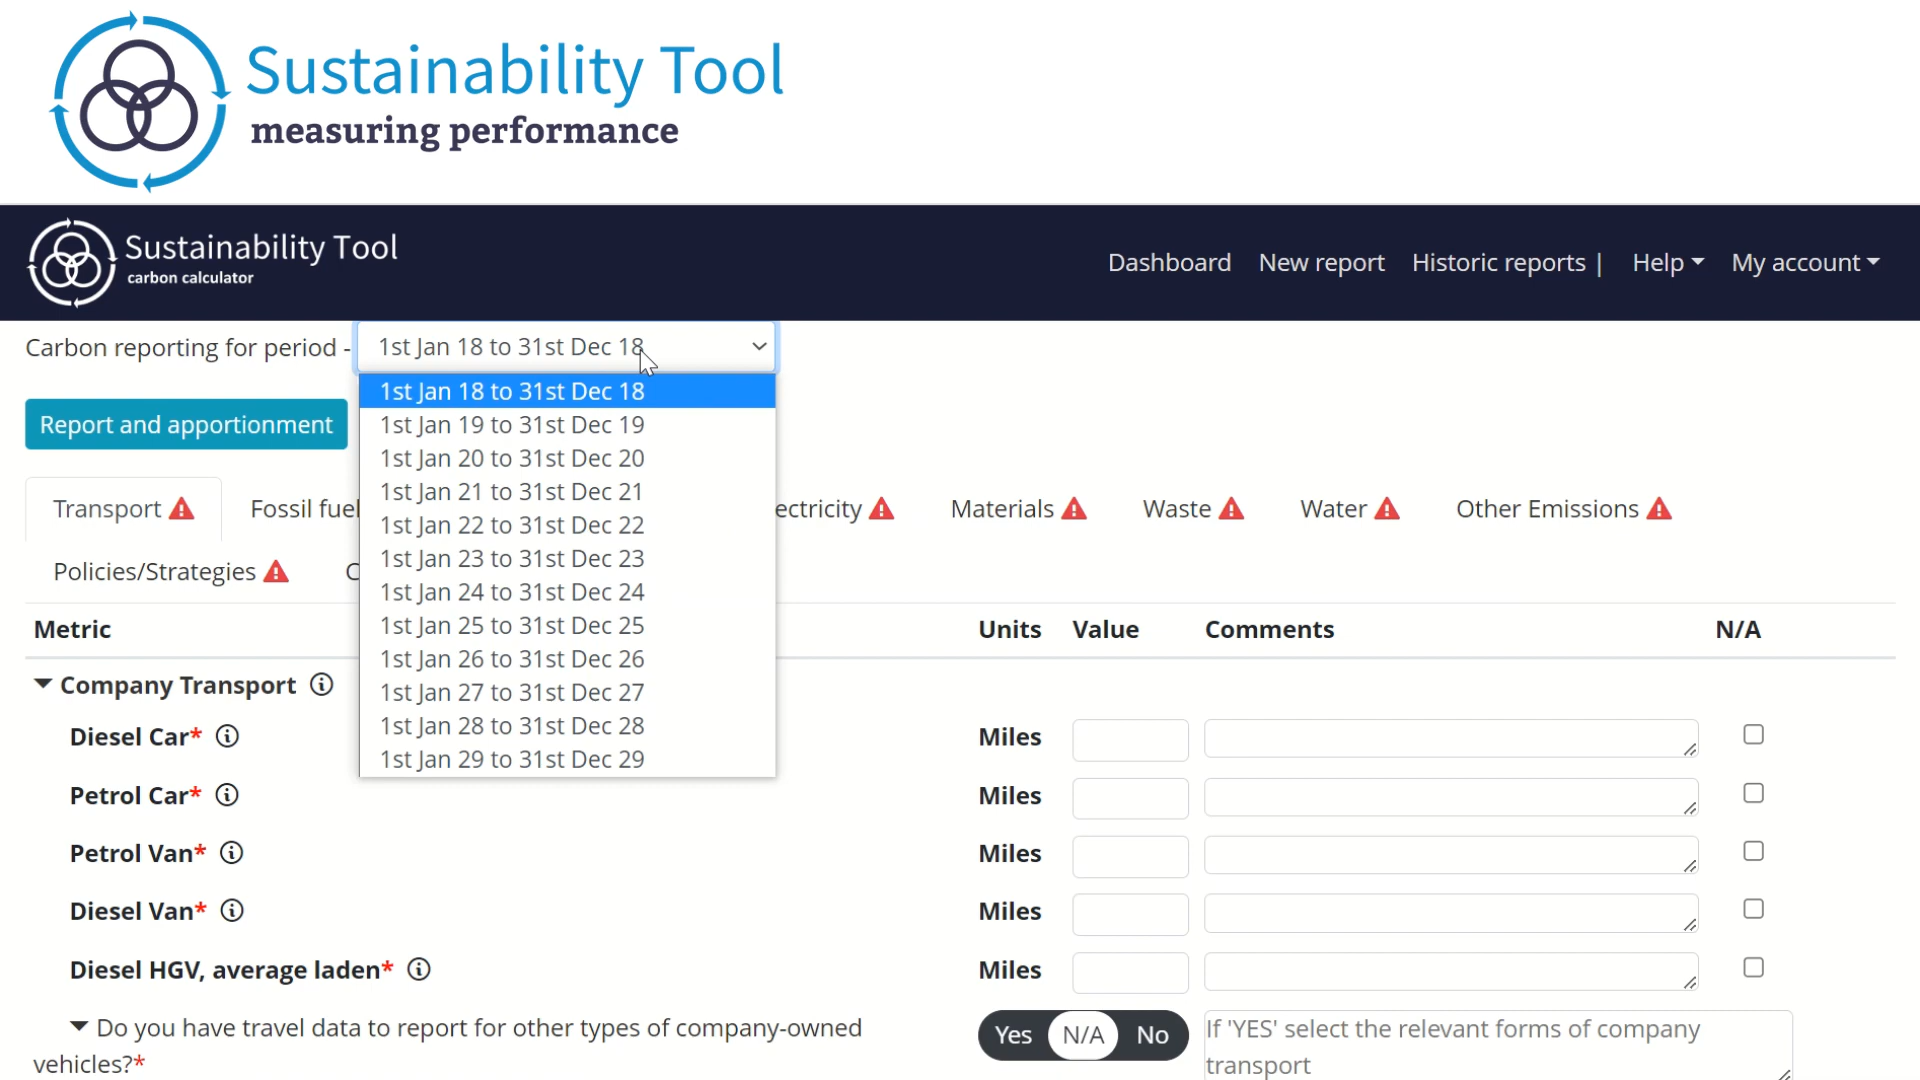 Sustainability Tool
measuring performance
Sustainability Tool
carbon calculator
Dashboard New report Historic reports | Help My account
Carbon reporting for period - 1st Jan 18 to 31st Dec 18
1st Jan 18 to 31st Dec 18
1st Jan 19 to 31st Dec 19
1st Jan 20 to 31st Dec 20
1st Jan 21 to 31st Dec 21
1st Jan 22 to 31st Dec 22
1st Jan 23 to 31st Dec 23
1st Jan 24 to 31st Dec 24
1st Jan 25 to 31st Dec 25
1st Jan 26 to 31st Dec 26
1st Jan 27 to 31st Dec 27
1st Jan 28 to 31st Dec 28
1st Jan 29 to 31st Dec 29
Report and apportionment
Transport Fossil fuel ectricity Materials Waste Water Other Emissions
Policies/Strategies
Metric Units Value Comments N/A
Company Transport
Diesel Car* Miles
Petrol Car* Miles
Petrol Van* Miles
Diesel Van* Miles
Diesel HGV, average laden* Miles
Do you have travel data to report for other types of company-owned
vehicles?*
Yes N/A No
If 'YES' select the relevant forms of company
transport